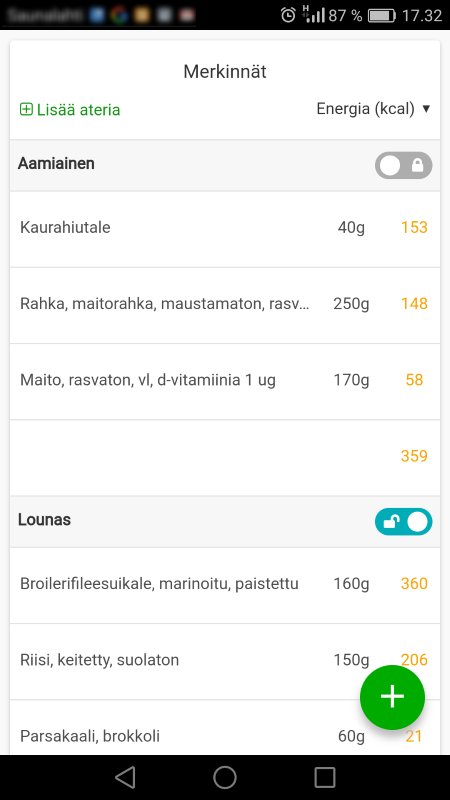 87 % 17.32
Merkinnät
Lisää ateria Energia (kcal) ▼
Aamiainen
Kaurahiutale 40g 153
Rahka, maitorahka, maustamaton, rasv... 250g 148
Maito, rasvaton, vl, d-vitamiinia 1 ug 170g 58
359
Lounas
Broilerifileesuikale, marinoitu, paistettu 160g 360
Riisi, keitetty, suolaton 150g 206
Parsakaali, brokkoli 60g 21